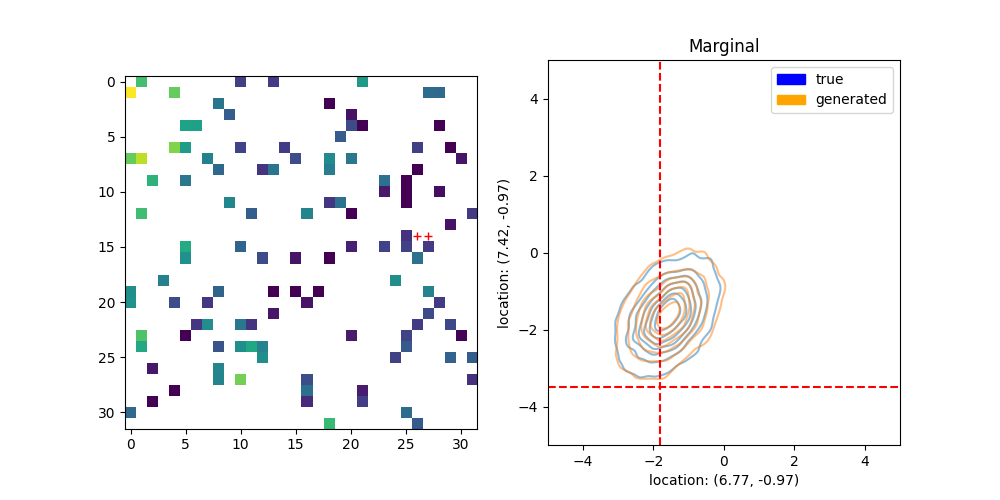 Marginal
0
5
10
15
20
25
30
0 5 10 15 20 25 30
true
generated
4
2
0
−2
−4
−4 −2 0 2 4
location: (7.42, -0.97)
location: (6.77, -0.97)